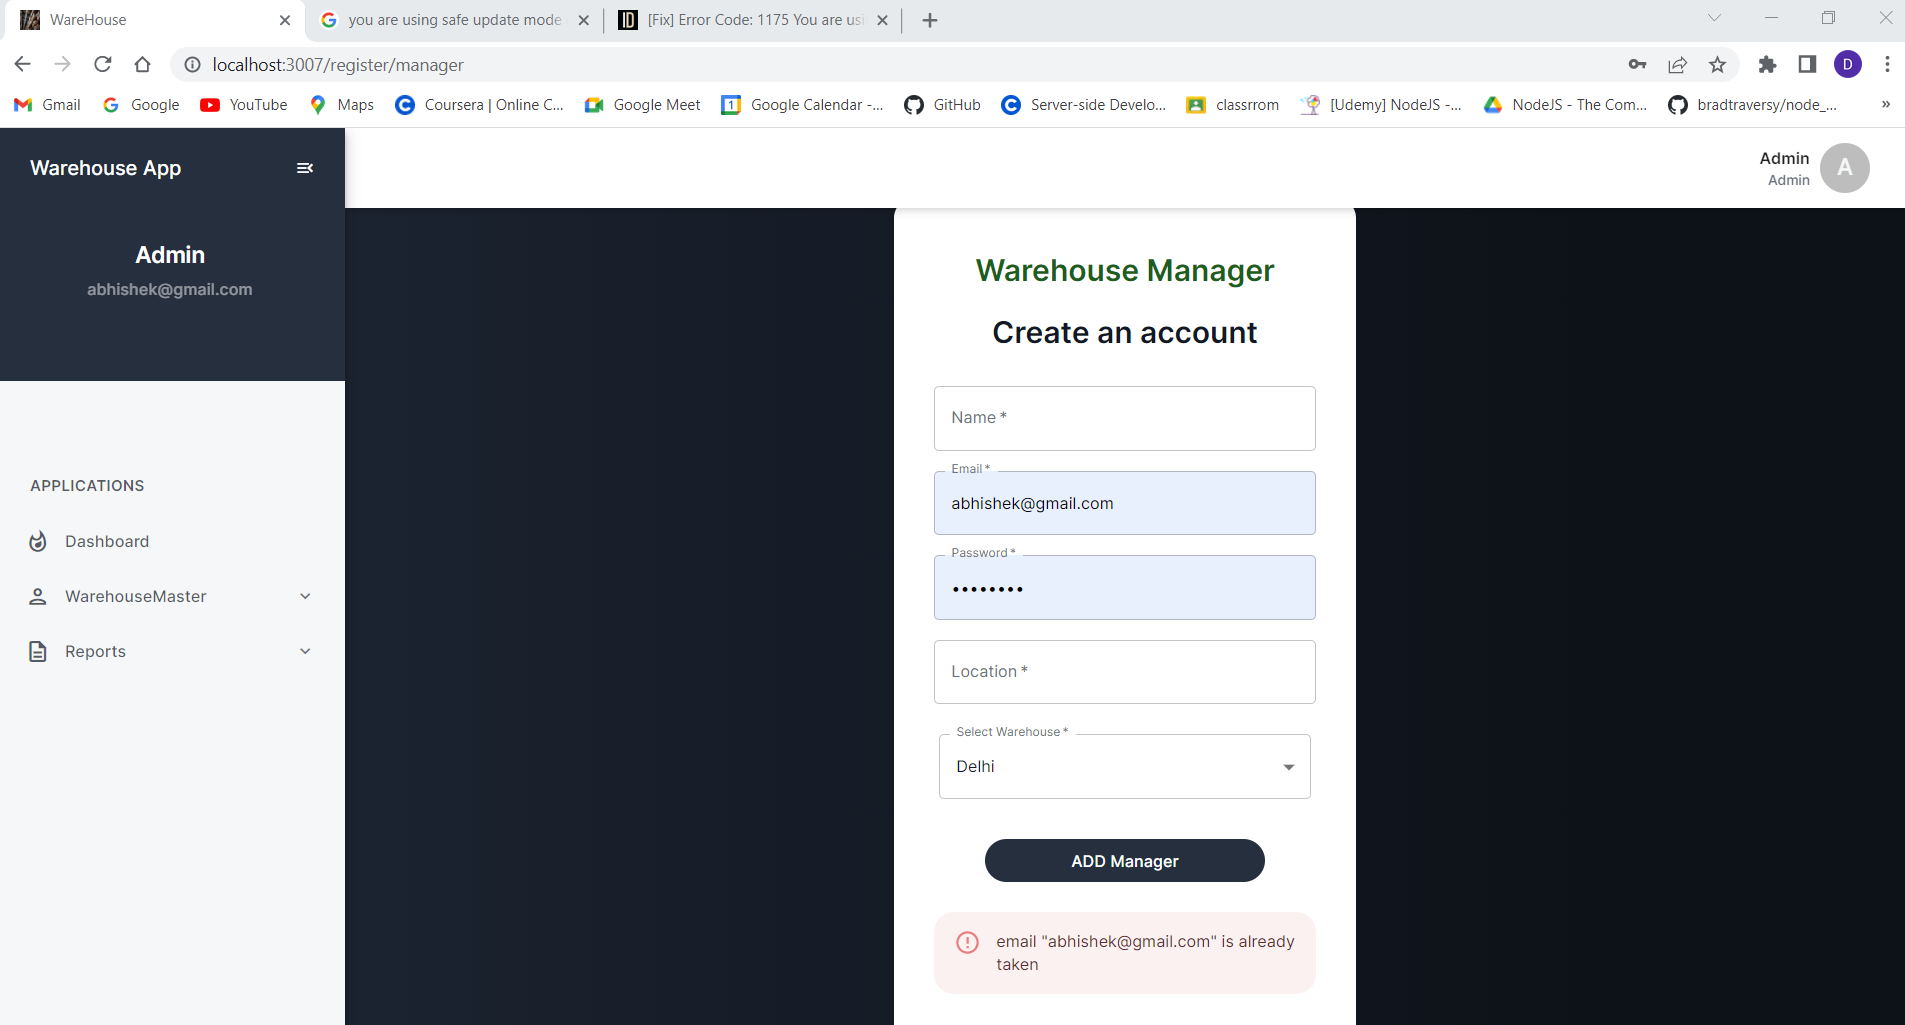 WareHouse
you are using safe update mode
[Fix] Error Code: 1175 You are usi
localhost:3007/register/manager
D
Gmail
Google
YouTube
Maps
Coursera | Online C...
Google Meet
1
Google Calendar -...
GitHub
Server-side Develo...
classrrom
[Udemy] NodeJS -...
NodeJS - The Com...
bradtraversy/node_...
»
Warehouse App
Admin
Admin
A
Admin
abhishek@gmail.com
APPLICATIONS
Dashboard
WarehouseMaster
Reports
Warehouse Manager
Create an account
Name *
Email *
abhishek@gmail.com
Password *
••••••••
Location *
Select Warehouse *
Delhi
ADD Manager
email "abhishek@gmail.com" is already
taken